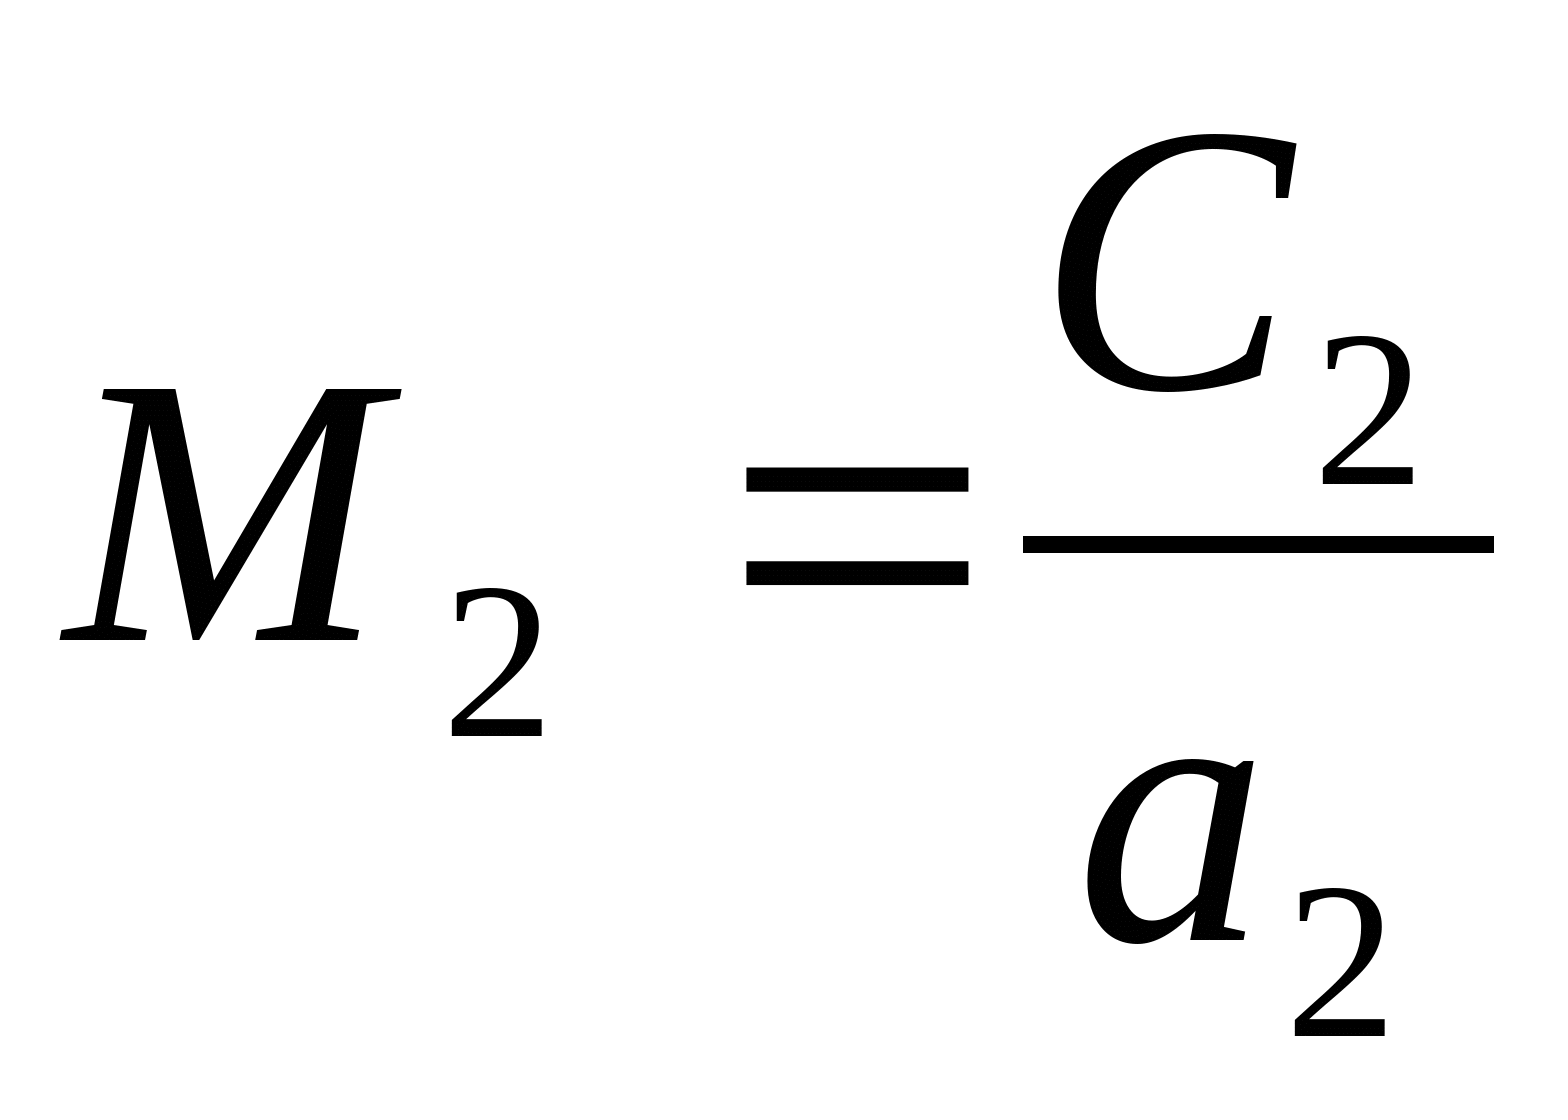 M₂ = C₂ / a₂